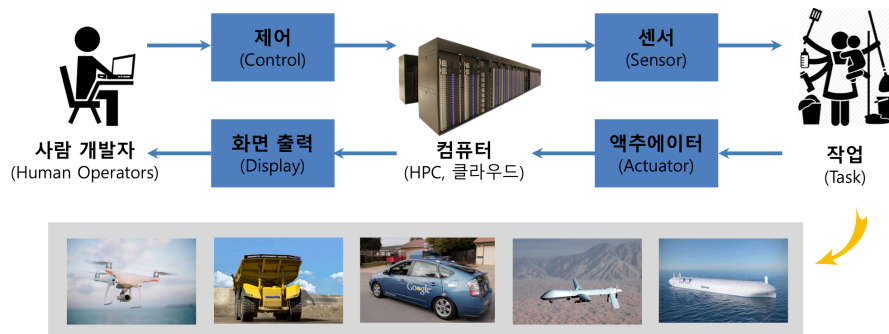 제어
(Control)
센서
(Sensor)
사람 개발자
(Human Operators)
화면 출력
(Display)
컴퓨터
(HPC, 클라우드)
액추에이터
(Actuator)
작업
(Task)
Google